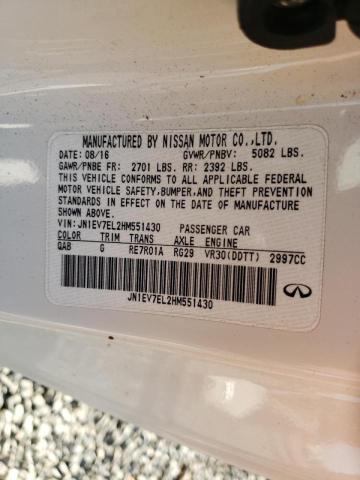 MANUFACTURED BY NISSAN MOTOR CO.,LTD.
DATE: 08/16 GVWR/PNBV: 5082 LBS.
GAWR/PNBE FR: 2701 LBS. RR: 2392 LBS.
THIS VEHICLE CONFORMS TO ALL APPLICABLE FEDERAL
MOTOR VEHICLE SAFETY,BUMPER,AND THEFT PREVENTION
STANDARDS IN EFFECT ON THE DATE OF MANUFACTURE
SHOWN ABOVE.
VIN: JN1EV7EL2HM551430 PASSENGER CAR
COLOR TRIM TRANS AXLE ENGINE
QAB G RE7R01A RG29 VR30(DDTT) 2997CC
JN1EV7EL2HM551430
INFINITI